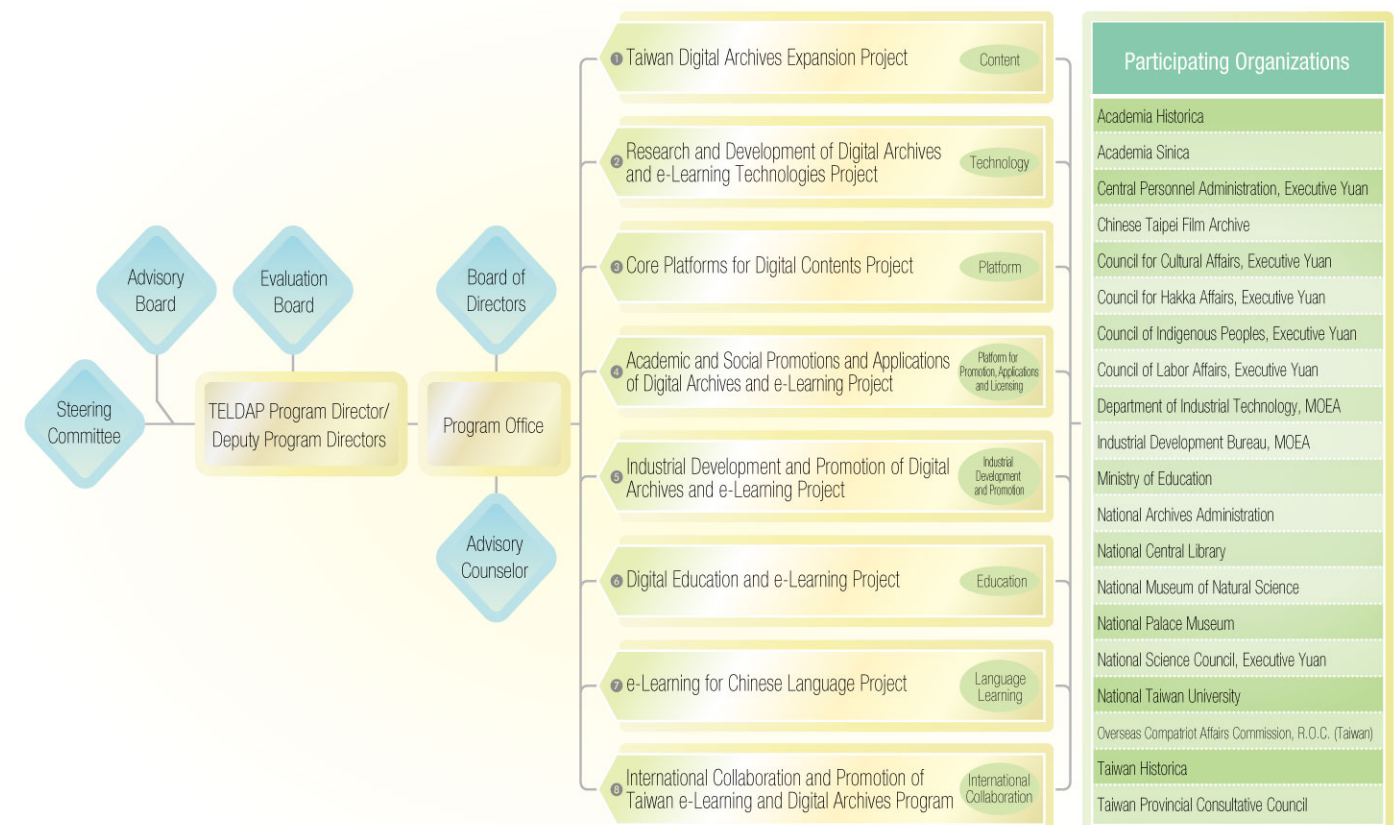 Steering
Committee
Advisory
Board
Evaluation
Board
TELDAP Program Director/
Deputy Program Directors
Board of
Directors
Program Office
Advisory
Counselor
1 Taiwan Digital Archives Expansion Project
Content
2 Research and Development of Digital Archives
and e-Learning Technologies Project
Technology
3 Core Platforms for Digital Contents Project
Platform
4 Academic and Social Promotions and Applications
of Digital Archives and e-Learning Project
Platform for
Promotion, Applications
and Licensing
5 Industrial Development and Promotion of Digital
Archives and e-Learning Project
Industrial
Development
and Promotion
6 Digital Education and e-Learning Project
Education
7 e-Learning for Chinese Language Project
Language
Learning
8 International Collaboration and Promotion of
Taiwan e-Learning and Digital Archives Program
International
Collaboration
Participating Organizations
Academia Historica
Academia Sinica
Central Personnel Administration, Executive Yuan
Chinese Taipei Film Archive
Council for Cultural Affairs, Executive Yuan
Council for Hakka Affairs, Executive Yuan
Council of Indigenous Peoples, Executive Yuan
Council of Labor Affairs, Executive Yuan
Department of Industrial Technology, MOEA
Industrial Development Bureau, MOEA
Ministry of Education
National Archives Administration
National Central Library
National Museum of Natural Science
National Palace Museum
National Science Council, Executive Yuan
National Taiwan University
Overseas Compatriot Affairs Commission, R.O.C. (Taiwan)
Taiwan Historica
Taiwan Provincial Consultative Council